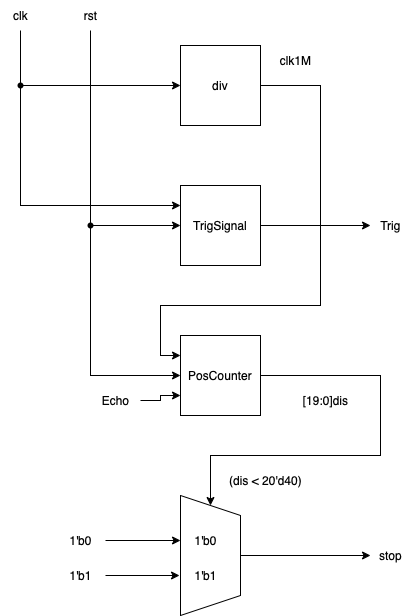 clk
rst
clk1M
div
TrigSignal
Trig
PosCounter
Echo
[19:0]dis
(dis < 20'd40)
1'b0
1'b0
stop
1'b1
1'b1